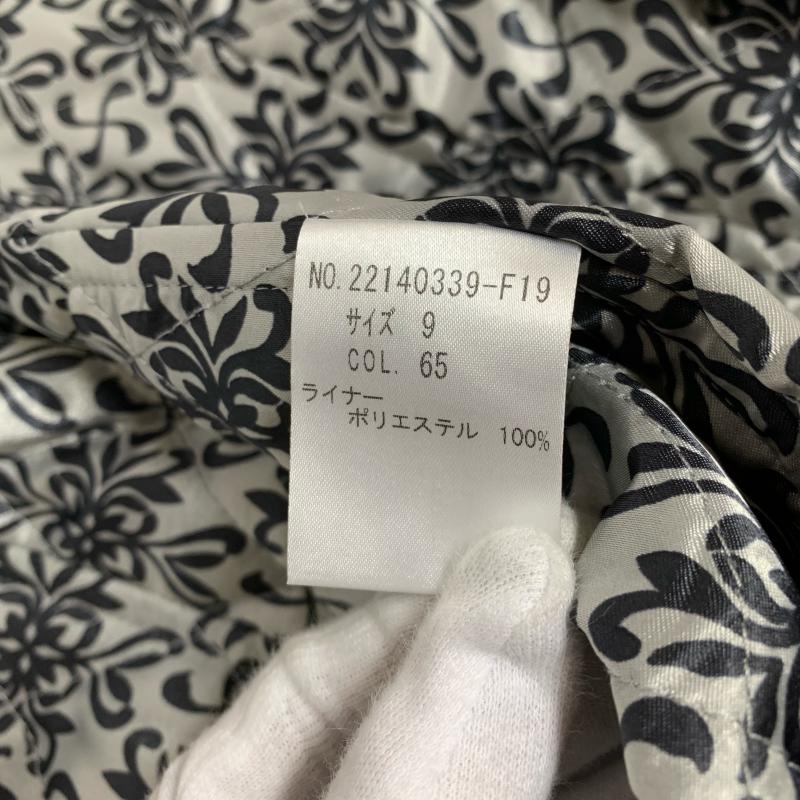 NO. 22140339-F19
サイズ 9
COL. 65
ライナー
ポリエステル 100%